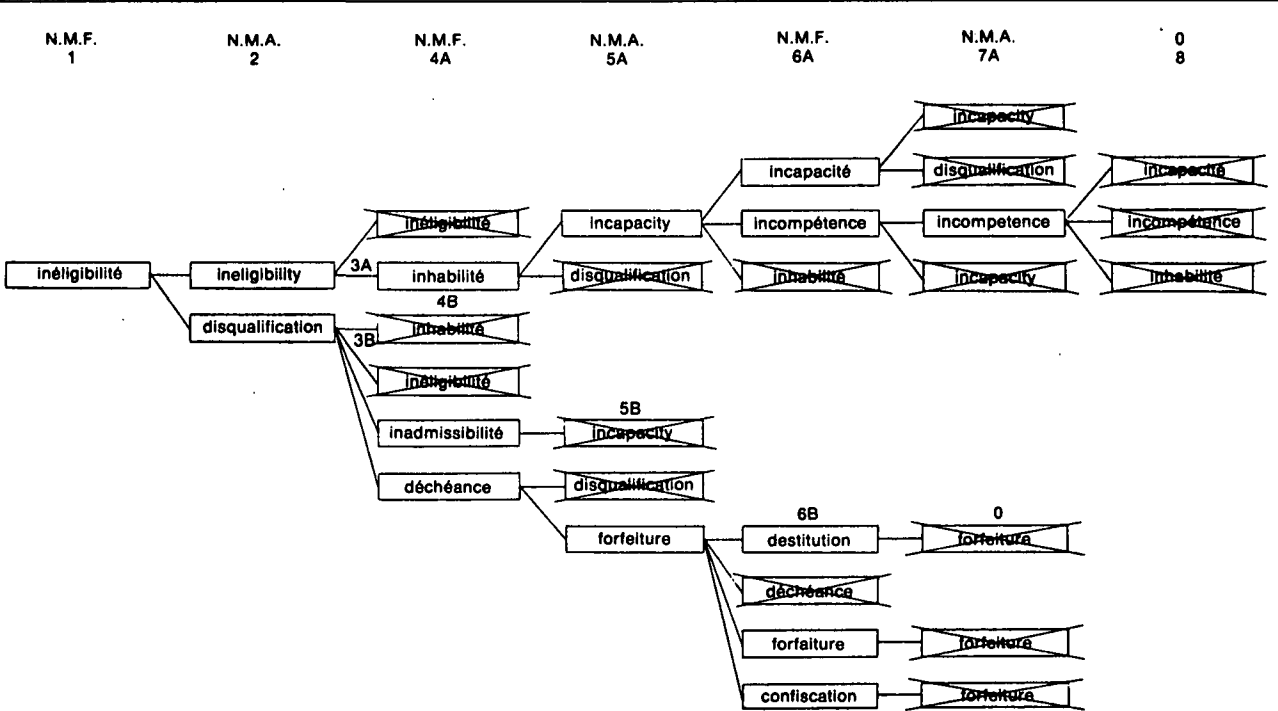 N.M.F. N.M.A. N.M.F. N.M.A. N.M.F. N.M.A. 0
1 2 4A 5A 6A 7A 8
incapacity
incapacité disqualification incapacité
inéligibilité incapacity incompétence incompetence incompétence
inéligibilité ineligibility 3A inhabilité disqualification inhabilité incapacity inhabilité
4B
disqualification 3B inhabilité
inéligibilité
5B
inadmissibilité incapacity
déchéance disqualification
6B 0
forfeiture destitution forfeiture
déchéance
forfaiture forfeiture
confiscation forfeiture